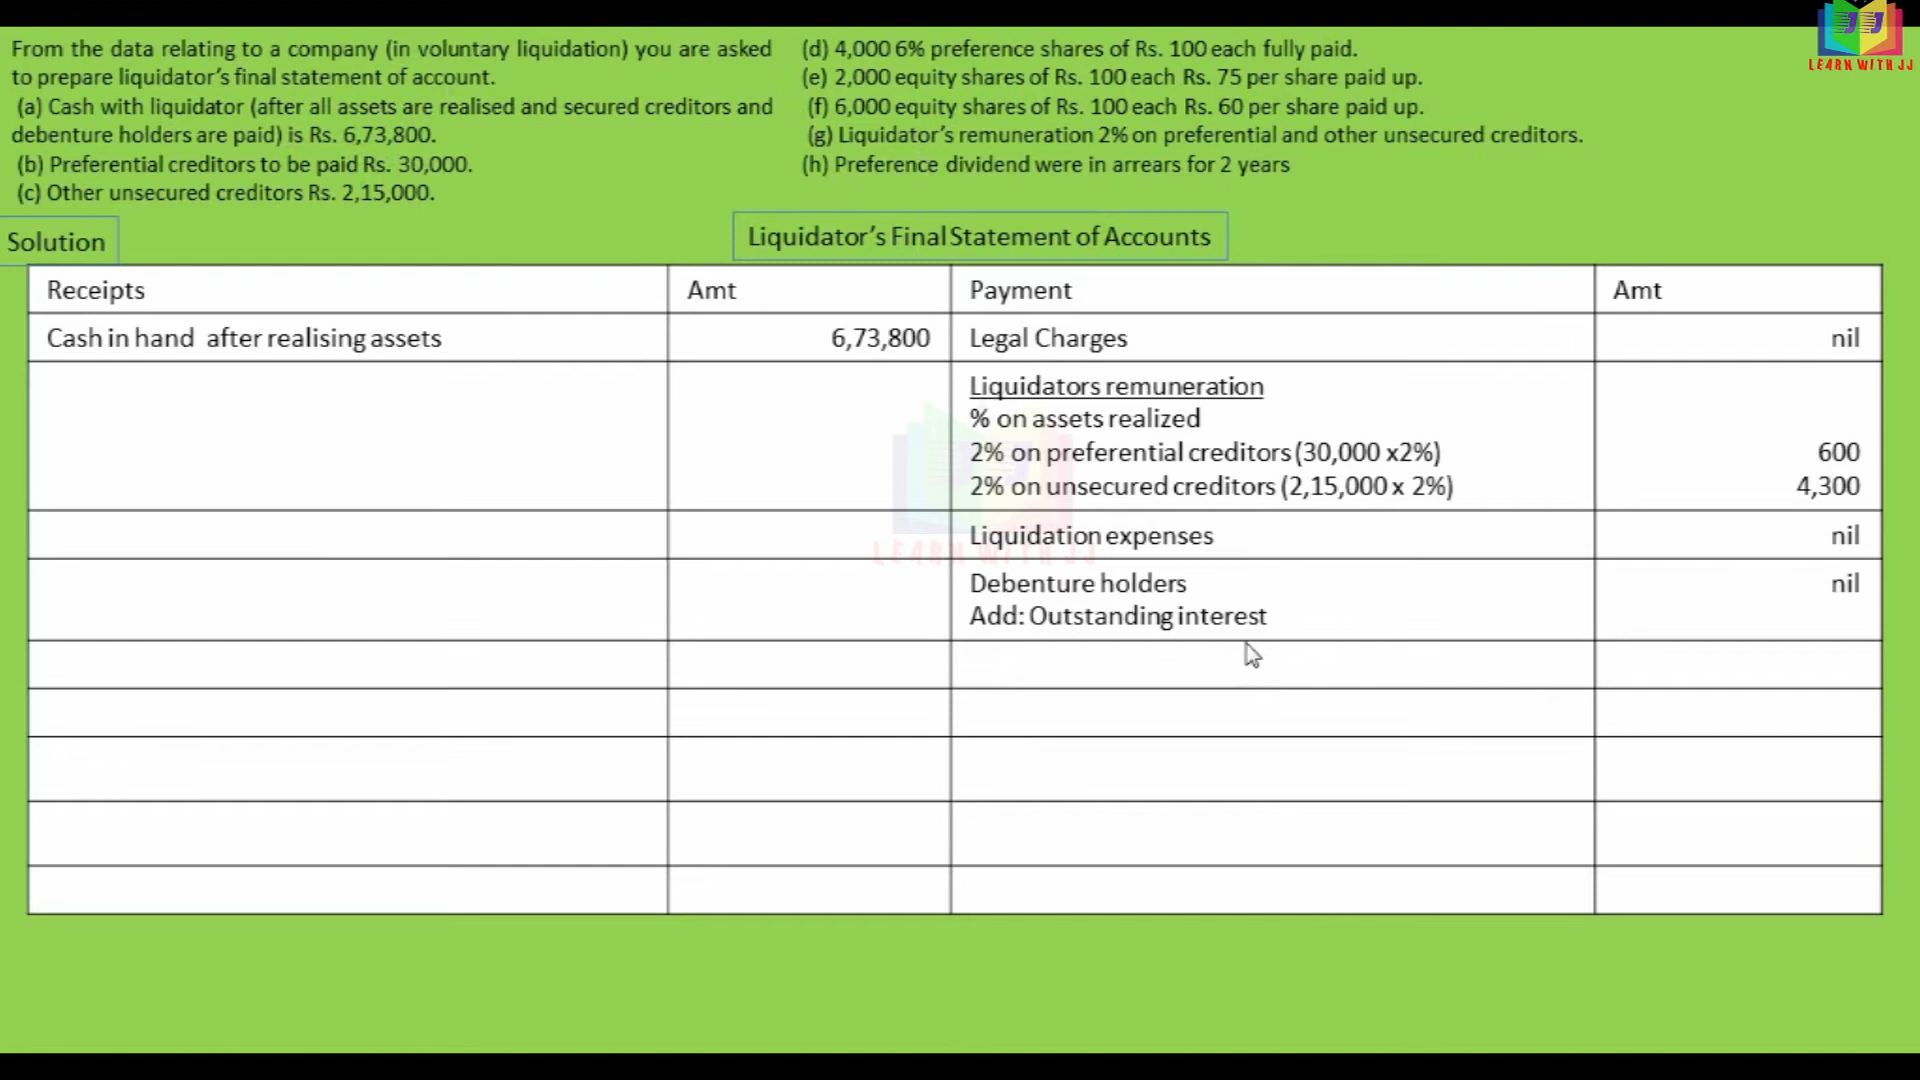 From the data relating to a company (in voluntary liquidation) you are asked
to prepare liquidator's final statement of account.
(a) Cash with liquidator (after all assets are realised and secured creditors and
debenture holders are paid) is Rs. 6,73,800.
(b) Preferential creditors to be paid Rs. 30,000.
(c) Other unsecured creditors Rs. 2,15,000.
(d) 4,000 6% preference shares of Rs. 100 each fully paid.
(e) 2,000 equity shares of Rs. 100 each Rs. 75 per share paid up.
(f) 6,000 equity shares of Rs. 100 each Rs. 60 per share paid up.
(g) Liquidator's remuneration 2% on preferential and other unsecured creditors.
(h) Preference dividend were in arrears for 2 years
LEARN WITH JJ
Solution
Liquidator's Final Statement of Accounts
Receipts Amt Payment Amt
Cash in hand after realising assets 6,73,800 Legal Charges nil
Liquidators remuneration
% on assets realized
2% on preferential creditors (30,000 x2%) 600
2% on unsecured creditors (2,15,000 x 2%) 4,300
Liquidation expenses nil
LEARN WITH JJ
Debenture holders nil
Add: Outstanding interest